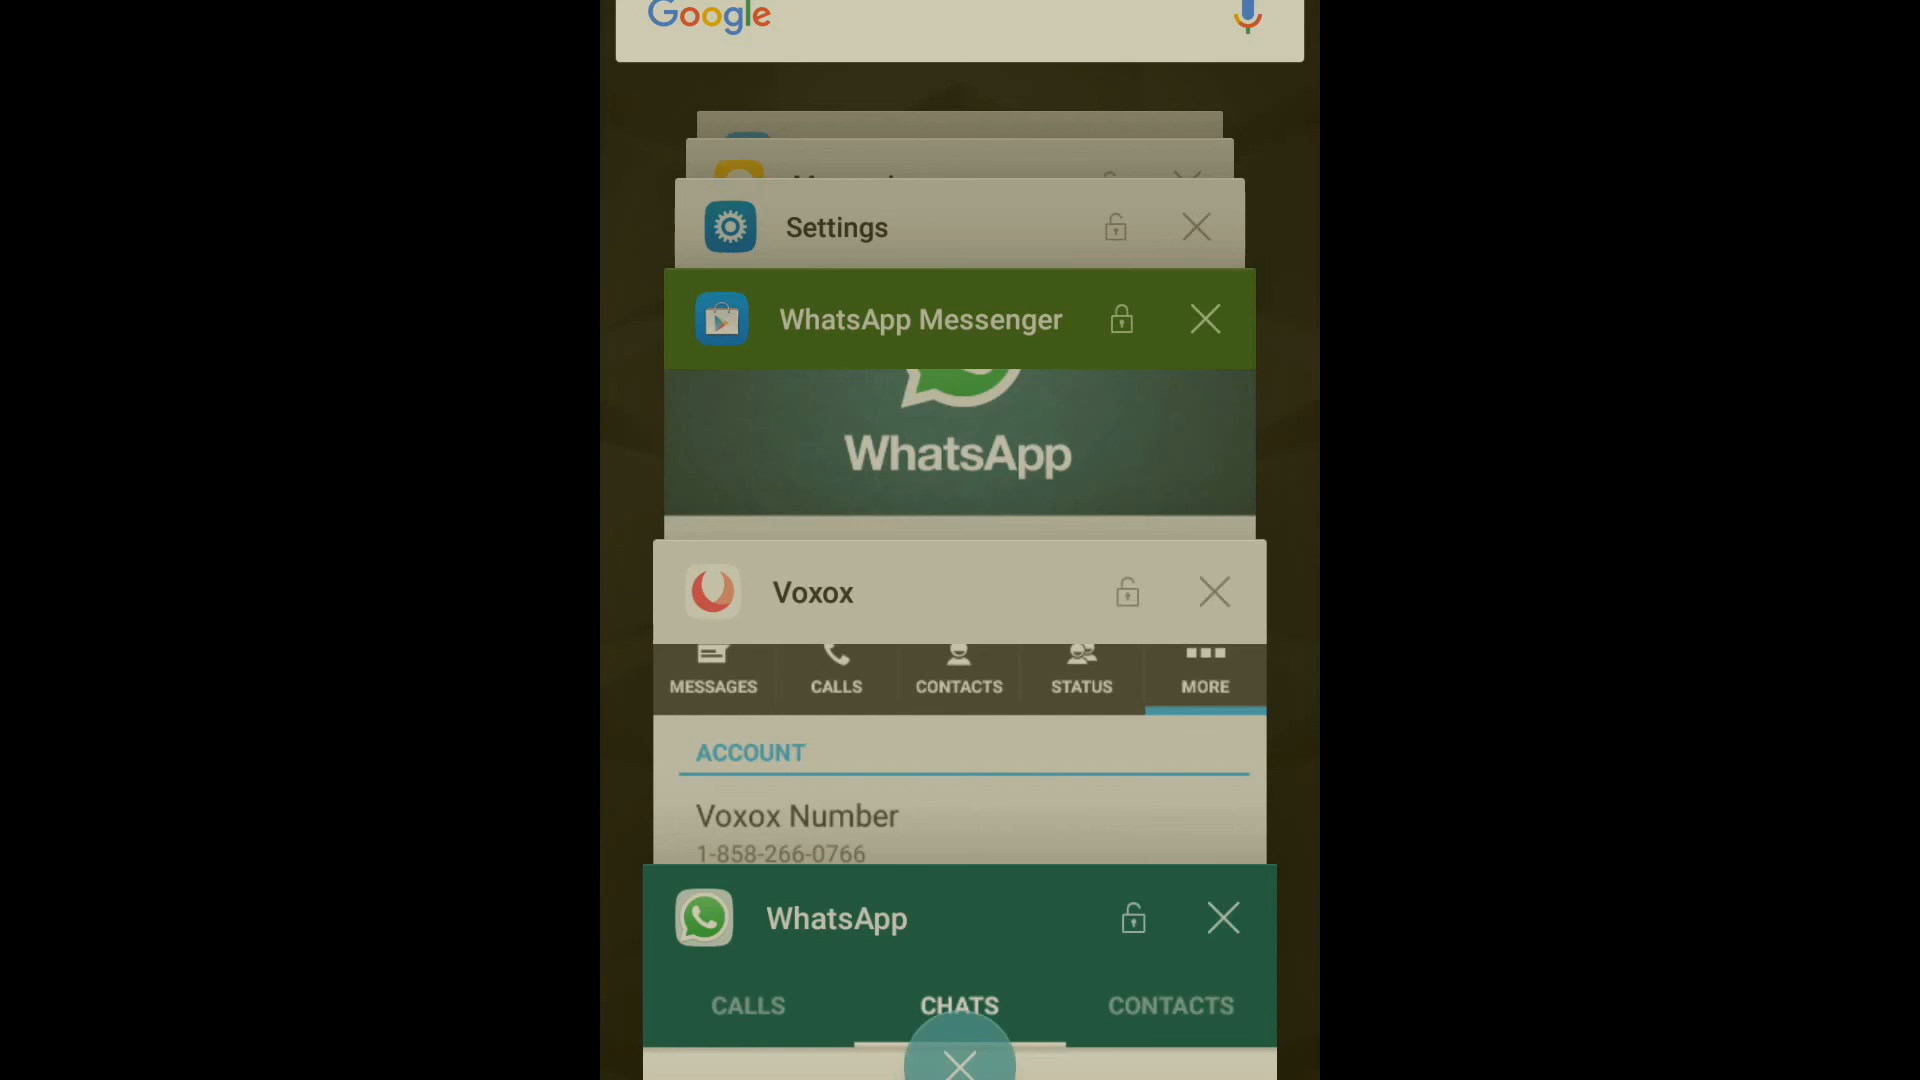 Google
Settings
WhatsApp Messenger
WhatsApp
Voxox
MESSAGES CALLS CONTACTS STATUS MORE
ACCOUNT
Voxox Number
1-858-266-0766
WhatsApp
CALLS CHATS CONTACTS